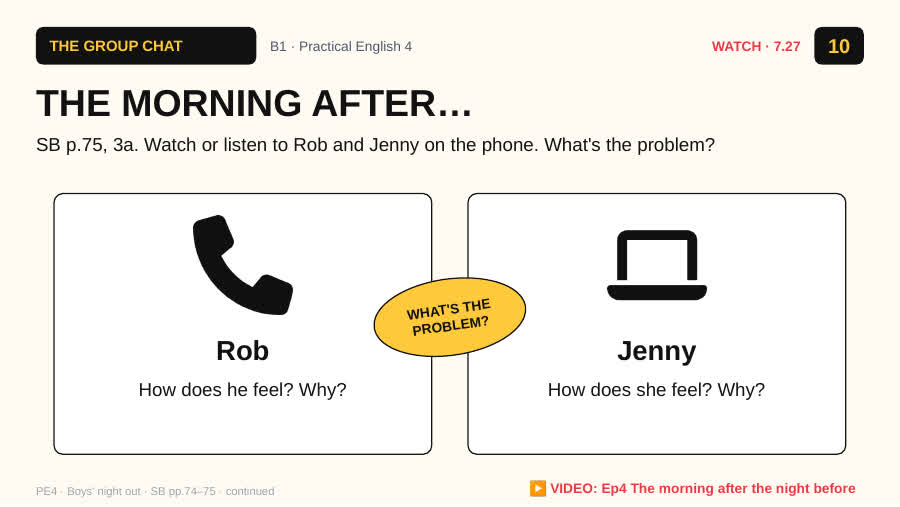 THE GROUP CHAT
B1 · Practical English 4
WATCH · 7.27
10
THE MORNING AFTER…
SB p.75, 3a. Watch or listen to Rob and Jenny on the phone. What's the problem?
WHAT'S THE
PROBLEM?
Rob
How does he feel? Why?
Jenny
How does she feel? Why?
PE4 · Boys' night out · SB pp.74–75 · continued
▶️ VIDEO: Ep4 The morning after the night before